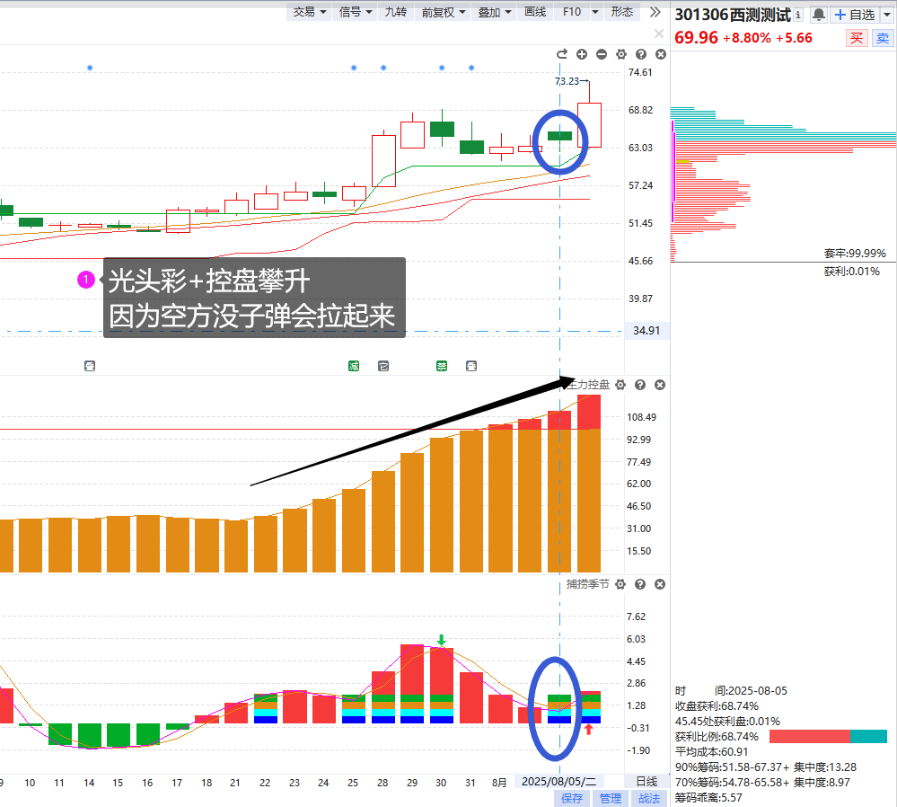 交易 信号 九转 前复权 叠加 画线 F10 形态
301306西测测试 + 自选
69.96 +8.80% +5.66 买 卖
73.23
74.61
68.82
63.03
57.24
51.45
45.66
39.87
34.91
套牢:99.99%
获利:0.01%
1
光头彩+控盘攀升
因为空方没子弹会拉起来
主力控盘
108.49
92.99
77.49
62.00
46.50
31.00
15.50
捕捞季节
7.62
6.03
4.45
2.86
1.28
-0.31
-1.90
时 间:2025-08-05
收盘获利:68.74%
45.45处获利盘:0.01%
获利比例:68.74%
平均成本:60.91
90%筹码:51.58-67.37+ 集中度:13.28
70%筹码:54.78-65.58+ 集中度:8.97
筹码乖离:5.57
9 10 11 14 15 16 17 18 21 22 23 24 25 28 29 30 31 8月 2025/08/05/二 日线
保存 管理 战法